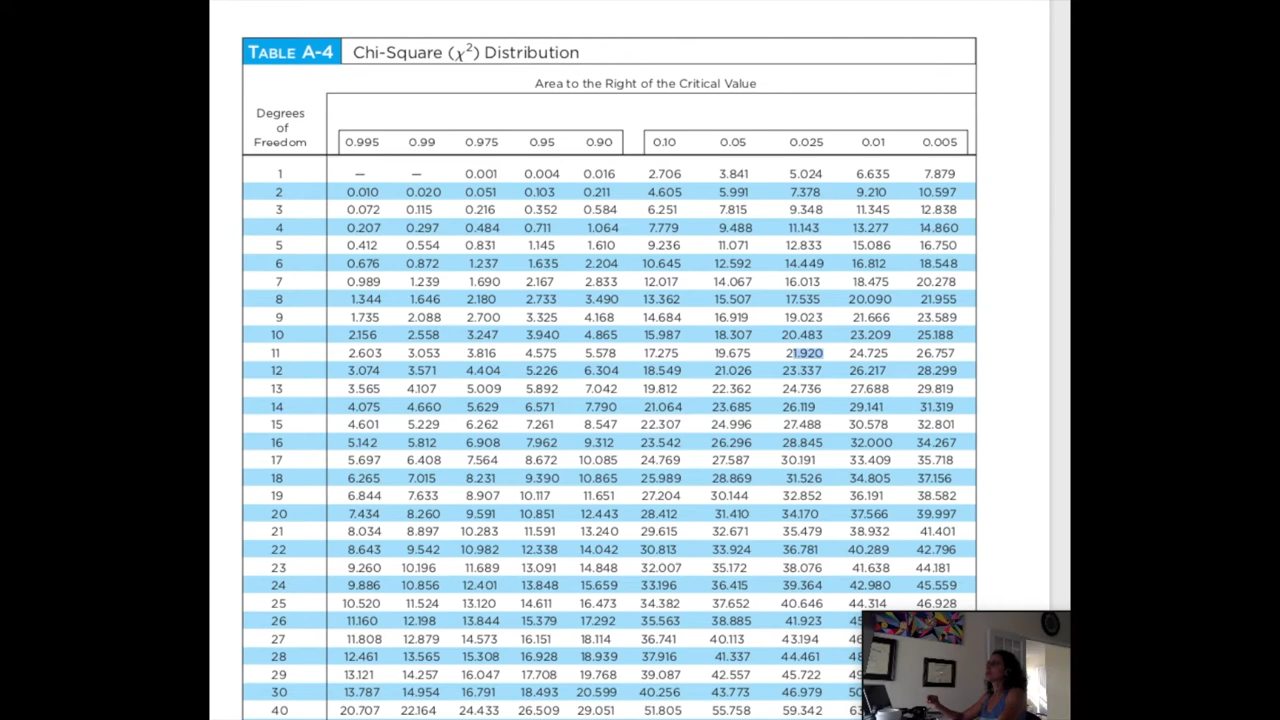 TABLE A-4 Chi-Square (χ²) Distribution
Area to the Right of the Critical Value
Degrees
of
Freedom 0.995 0.99 0.975 0.95 0.90 0.10 0.05 0.025 0.01 0.005
1 — — 0.001 0.004 0.016 2.706 3.841 5.024 6.635 7.879
2 0.010 0.020 0.051 0.103 0.211 4.605 5.991 7.378 9.210 10.597
3 0.072 0.115 0.216 0.352 0.584 6.251 7.815 9.348 11.345 12.838
4 0.207 0.297 0.484 0.711 1.064 7.779 9.488 11.143 13.277 14.860
5 0.412 0.554 0.831 1.145 1.610 9.236 11.071 12.833 15.086 16.750
6 0.676 0.872 1.237 1.635 2.204 10.645 12.592 14.449 16.812 18.548
7 0.989 1.239 1.690 2.167 2.833 12.017 14.067 16.013 18.475 20.278
8 1.344 1.646 2.180 2.733 3.490 13.362 15.507 17.535 20.090 21.955
9 1.735 2.088 2.700 3.325 4.168 14.684 16.919 19.023 21.666 23.589
10 2.156 2.558 3.247 3.940 4.865 15.987 18.307 20.483 23.209 25.188
11 2.603 3.053 3.816 4.575 5.578 17.275 19.675 21.920 24.725 26.757
12 3.074 3.571 4.404 5.226 6.304 18.549 21.026 23.337 26.217 28.299
13 3.565 4.107 5.009 5.892 7.042 19.812 22.362 24.736 27.688 29.819
14 4.075 4.660 5.629 6.571 7.790 21.064 23.685 26.119 29.141 31.319
15 4.601 5.229 6.262 7.261 8.547 22.307 24.996 27.488 30.578 32.801
16 5.142 5.812 6.908 7.962 9.312 23.542 26.296 28.845 32.000 34.267
17 5.697 6.408 7.564 8.672 10.085 24.769 27.587 30.191 33.409 35.718
18 6.265 7.015 8.231 9.390 10.865 25.989 28.869 31.526 34.805 37.156
19 6.844 7.633 8.907 10.117 11.651 27.204 30.144 32.852 36.191 38.582
20 7.434 8.260 9.591 10.851 12.443 28.412 31.410 34.170 37.566 39.997
21 8.034 8.897 10.283 11.591 13.240 29.615 32.671 35.479 38.932 41.401
22 8.643 9.542 10.982 12.338 14.042 30.813 33.924 36.781 40.289 42.796
23 9.260 10.196 11.689 13.091 14.848 32.007 35.172 38.076 41.638 44.181
24 9.886 10.856 12.401 13.848 15.659 33.196 36.415 39.364 42.980 45.559
25 10.520 11.524 13.120 14.611 16.473 34.382 37.652 40.646 44.314 46.928
26 11.160 12.198 13.844 15.379 17.292 35.563 38.885 41.923
27 11.808 12.879 14.573 16.151 18.114 36.741 40.113 43.194
28 12.461 13.565 15.308 16.928 18.939 37.916 41.337 44.461
29 13.121 14.257 16.047 17.708 19.768 39.087 42.557 45.722
30 13.787 14.954 16.791 18.493 20.599 40.256 43.773 46.979
40 20.707 22.164 24.433 26.509 29.051 51.805 55.758 59.342